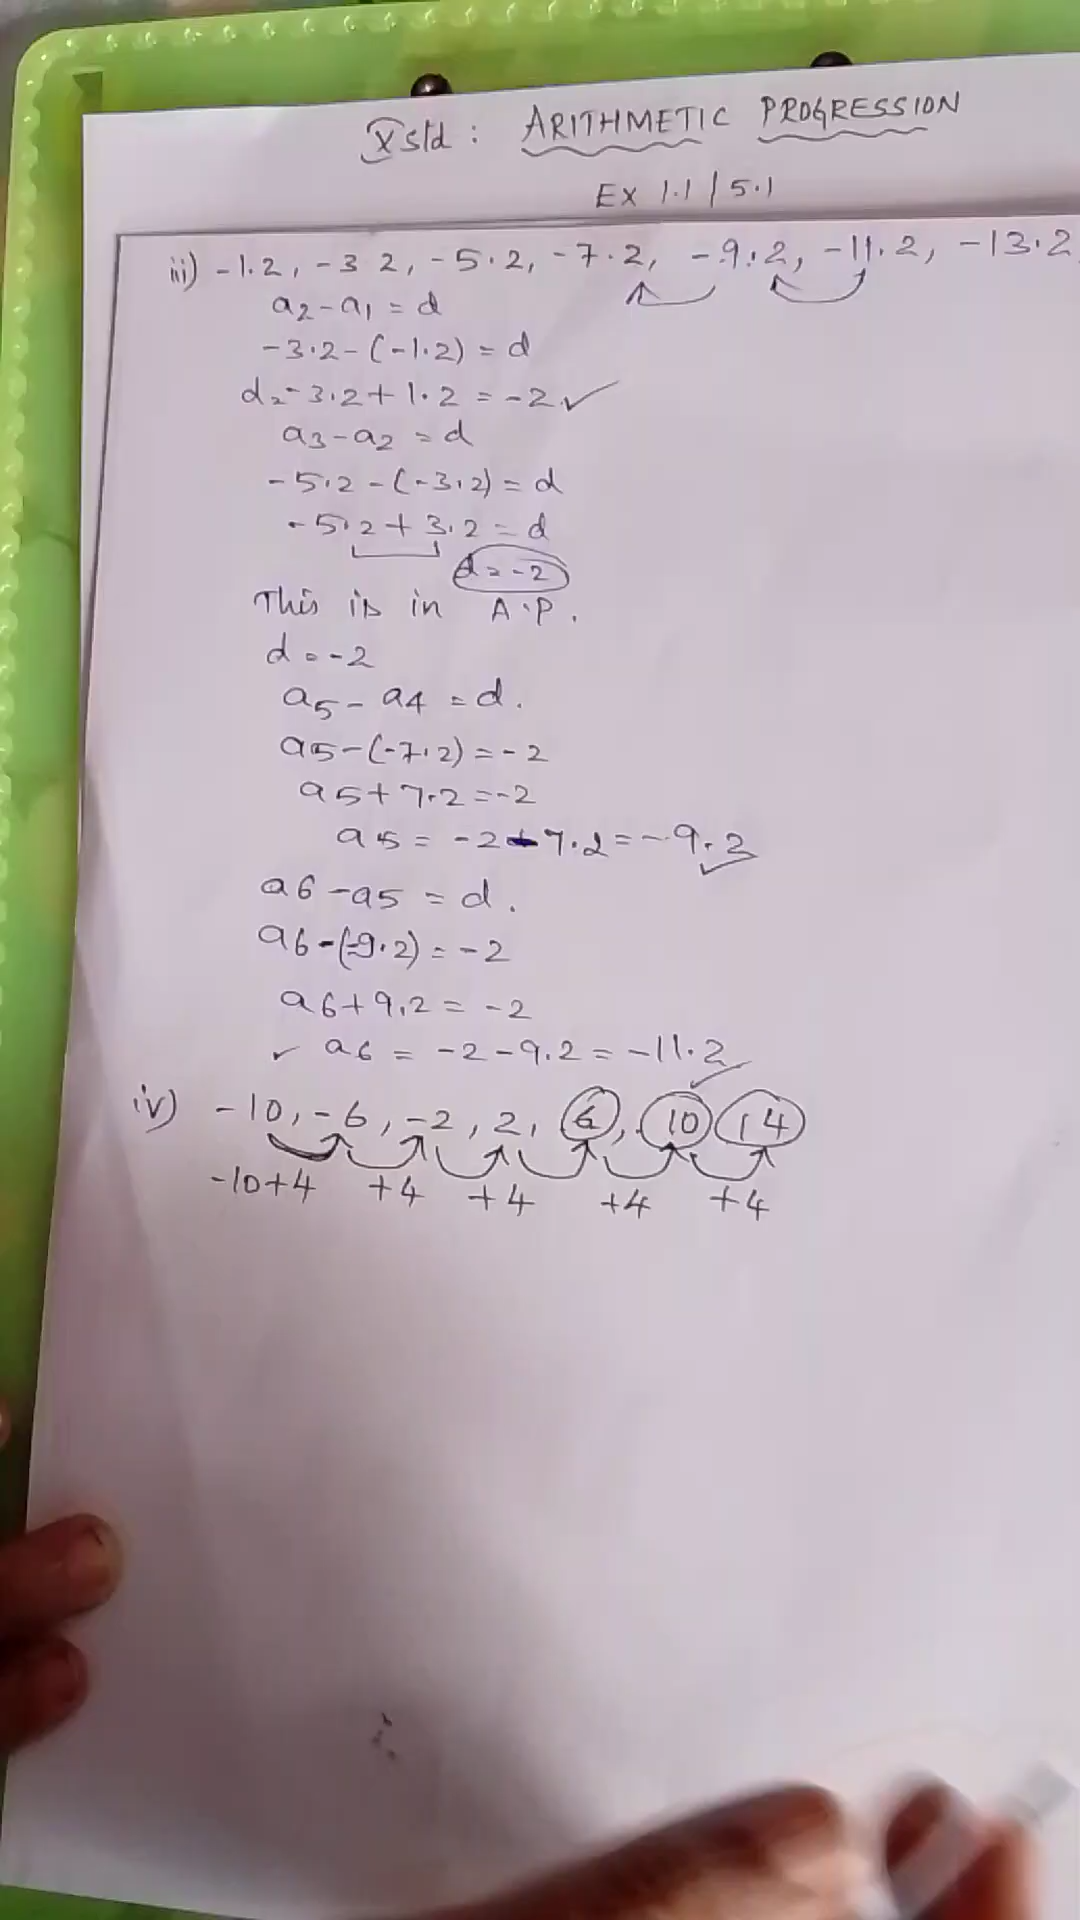 X std : ARITHMETIC PROGRESSION
Ex 1.1 / 5.1
iii) -1.2, -3 2, -5.2, -7.2, -9.2, -11.2, -13.2
a2 - a1 = d
-3.2 - (-1.2) = d
d = -3.2 + 1.2 = -2 ✓
a3 - a2 = d
-5.2 - (-3.2) = d
-5.2 + 3.2 = d
d = -2
This is in A.P.
d = -2
a5 - a4 = d.
a5 - (-7.2) = -2
a5 + 7.2 = -2
a5 = -2 - 7.2 = -9.2
a6 - a5 = d.
a6 - (-9.2) = -2
a6 + 9.2 = -2
✓ a6 = -2 - 9.2 = -11.2
iv) -10, -6, -2, 2, 6, 10 14
-10+4 +4 +4 +4 +4